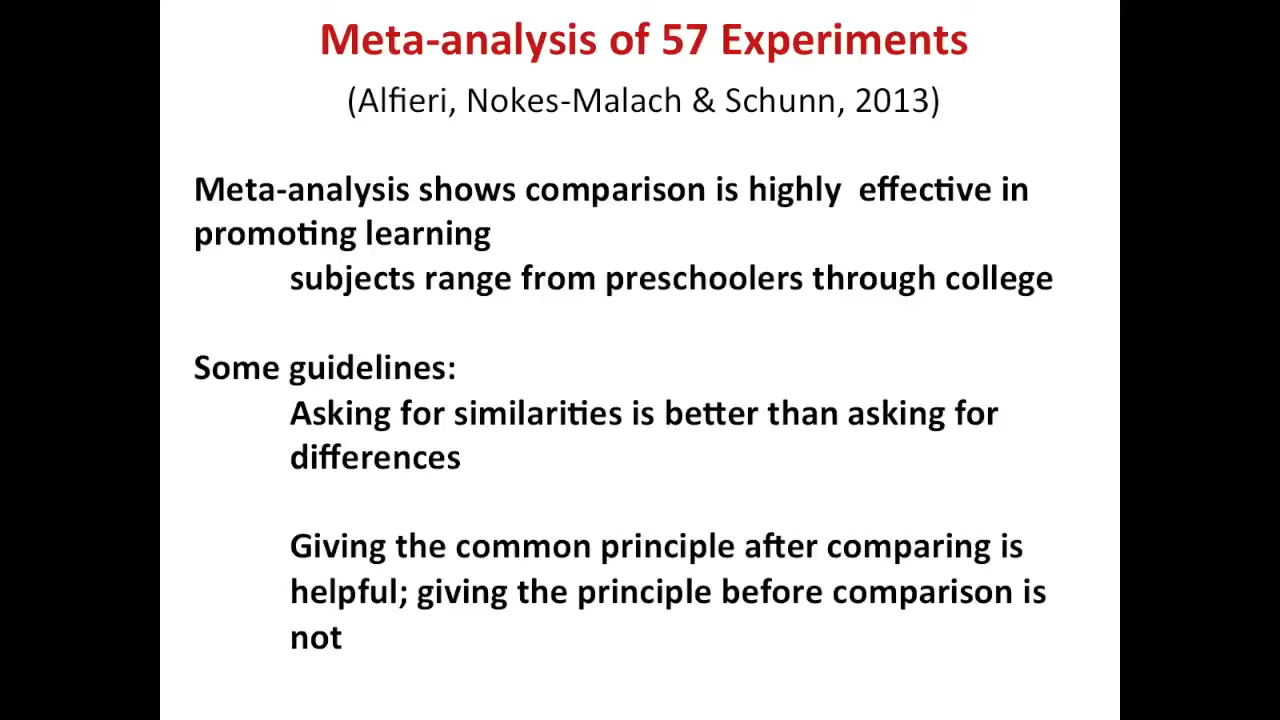 Meta-analysis of 57 Experiments
(Alfieri, Nokes-Malach & Schunn, 2013)
Meta-analysis shows comparison is highly  effective in
promoting learning
subjects range from preschoolers through college
Some guidelines:
Asking for similarities is better than asking for
differences
Giving the common principle after comparing is
helpful; giving the principle before comparison is
not